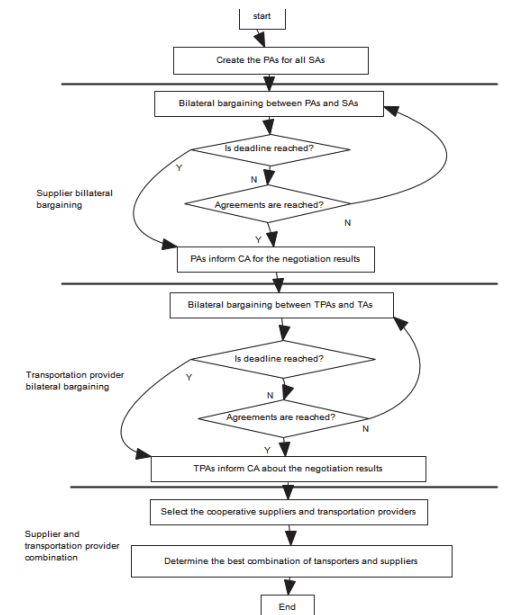 start
Create the PAs for all SAs
Bilateral bargaining between PAs and SAs
Is deadline reached?
Y
N
Supplier billateral
bargaining
Agreements are reached?
N
Y
PAs inform CA for the negotiation results
Bilateral bargaining between TPAs and TAs
Is deadline reached?
Transportation provider
bilateral bargaining
Y
N
Agreements are reached?
N
Y
TPAs inform CA about the negotiation results
Select the cooperative suppliers and transportation providers
Supplier and
transportation provider
combination
Determine the best combination of tansporters and suppliers
End